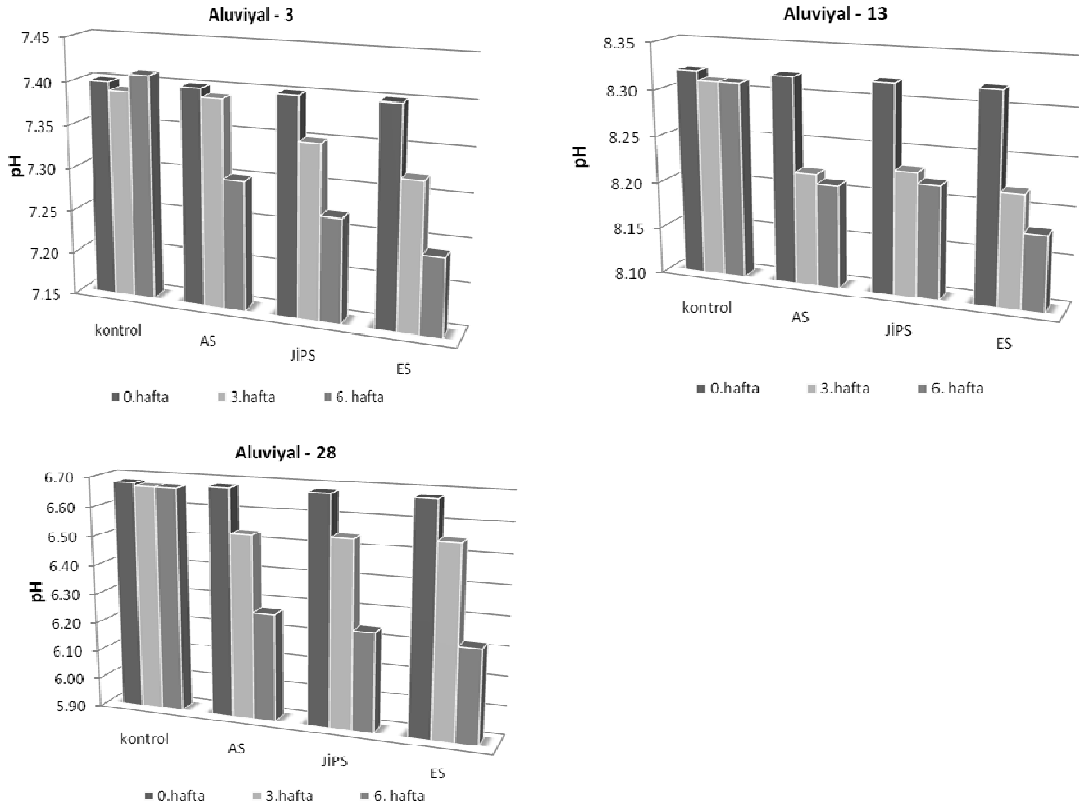 Aluviyal - 3
7.45
7.40
7.35
7.30
7.25
7.20
7.15
pH
kontrol
AS
JİPS
ES
0.hafta 3.hafta 6. hafta
Aluviyal - 13
8.35
8.30
8.25
8.20
8.15
8.10
pH
kontrol
AS
JİPS
ES
0.hafta 3.hafta 6. hafta
Aluviyal - 28
6.70
6.60
6.50
6.40
6.30
6.20
6.10
6.00
5.90
pH
kontrol
AS
JİPS
ES
0.hafta 3.hafta 6. hafta